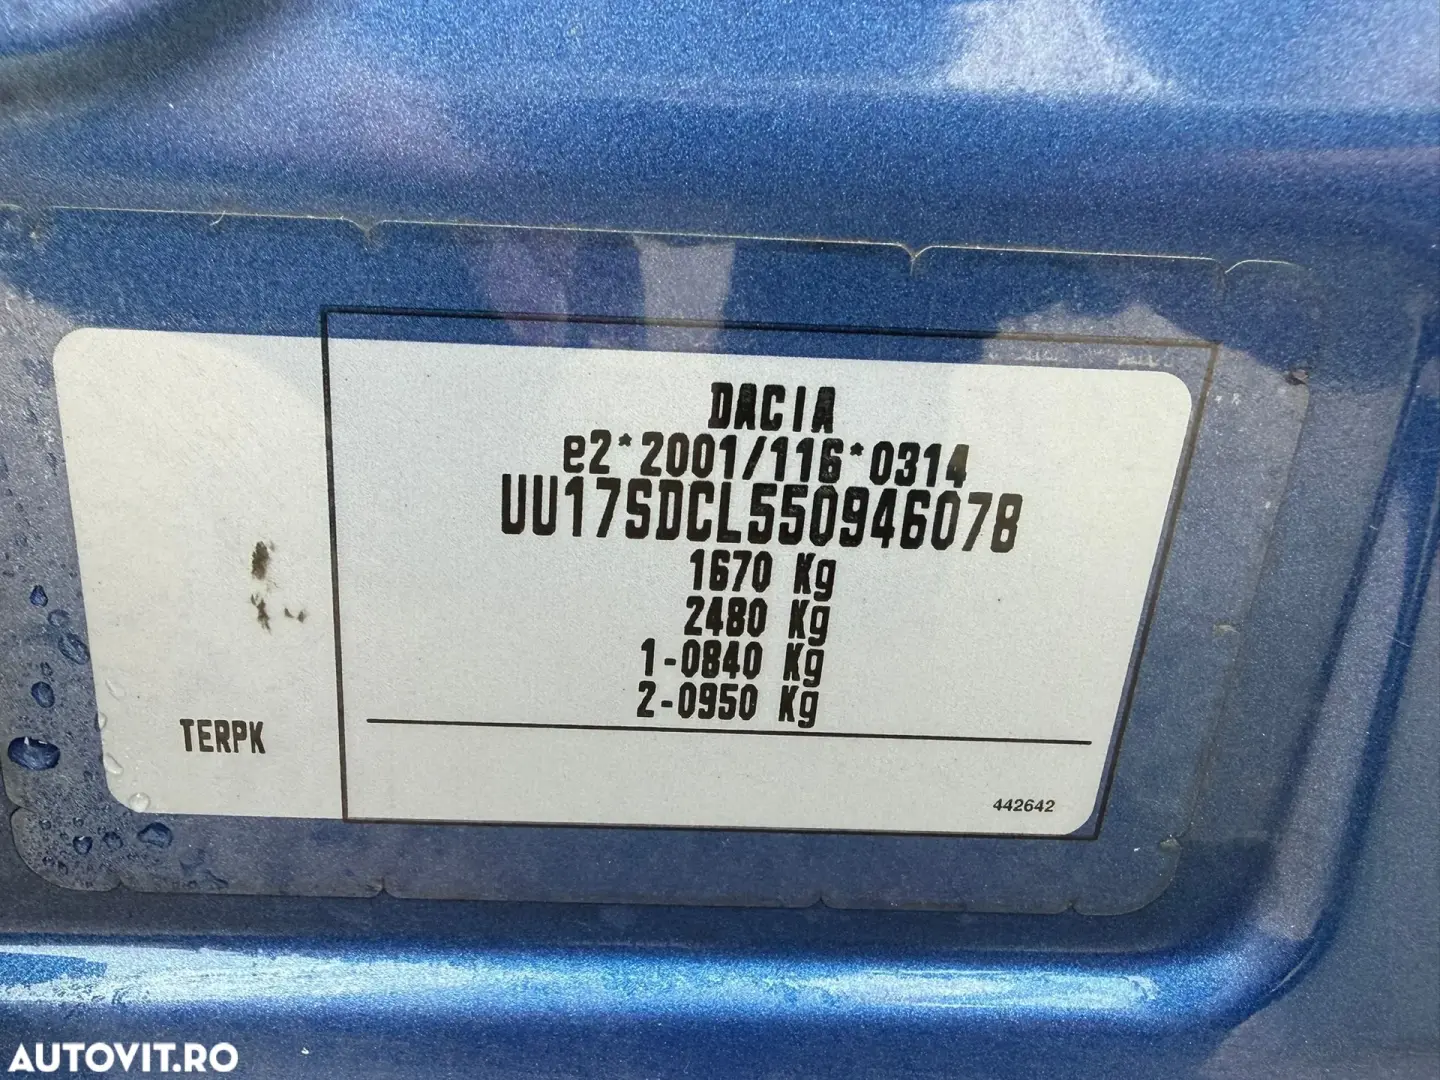 DACIA
e2*2001/116*0314
UU17SDCL550946078
1670 Kg
2480 Kg
1-0840 Kg
2-0950 Kg
TERPK
442642
AUTOVIT.RO